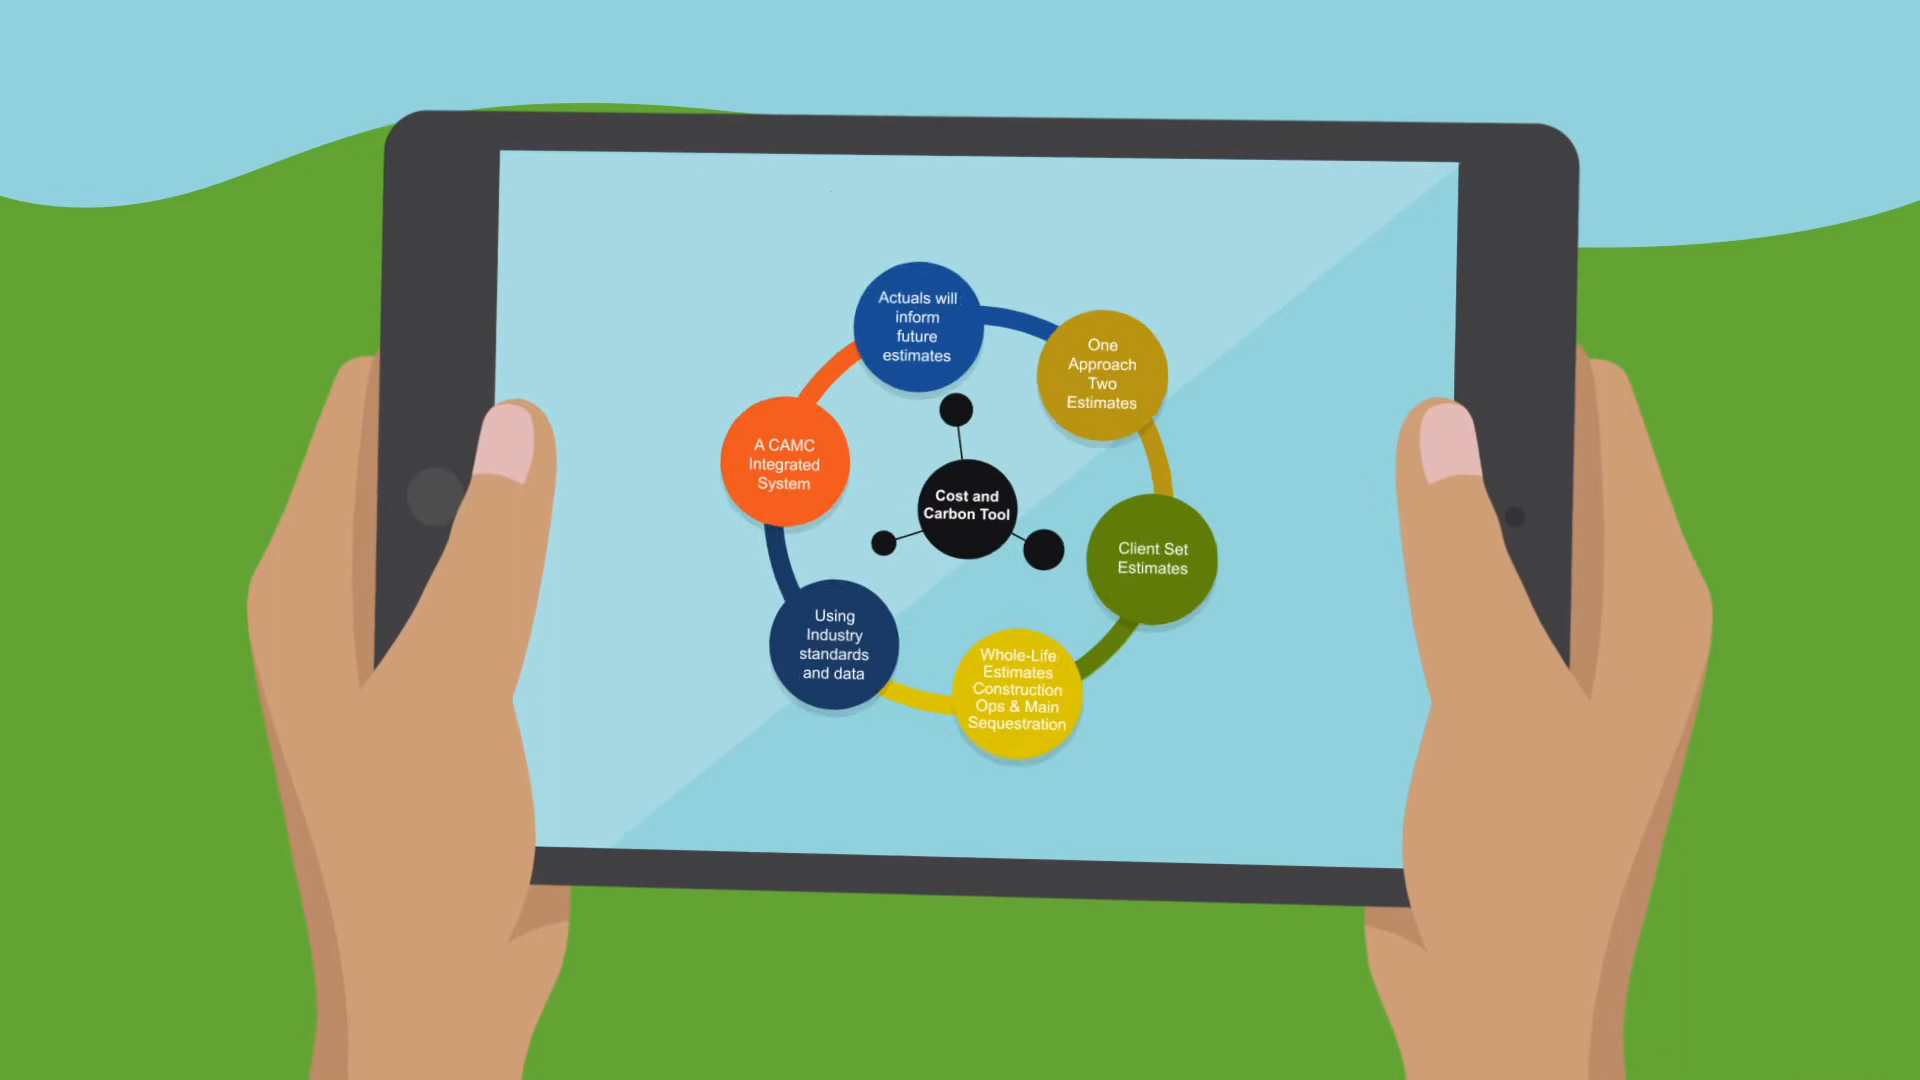 Actuals will
inform
future
estimates
One
Approach
Two
Estimates
A CAMC
Integrated
System
Cost and
Carbon Tool
Client Set
Estimates
Using
Industry
standards
and data
Whole-Life
Estimates
Construction
Ops & Main
Sequestration